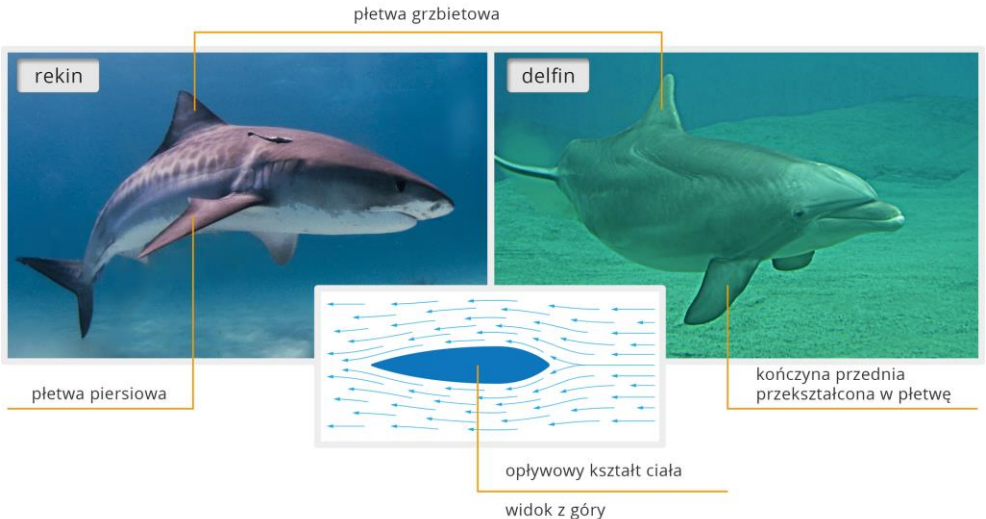 płetwa grzbietowa
rekin
delfin
płetwa piersiowa
kończyna przednia
przekształcona w płetwę
opływowy kształt ciała
widok z góry